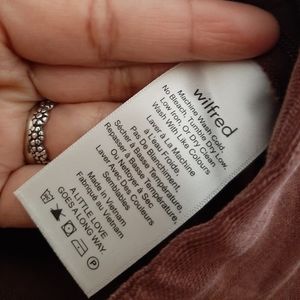 wilfred
Machine Wash Cold,
No Bleach, Tumble Dry Low,
Low Iron, Or Dry Clean
Wash With Like Colours
Laver À La Machine
À L'eau Froide,
Pas De Blanchiment,
Sécher À Basse Température,
Repasser À Basse Température,
Ou Nettoyer À Sec
Laver Avec Des Couleurs
Semblables
Made in Vietnam
Fabriqué au Vietnam
A LITTLE LOVE
GOES A LONG WAY.
P